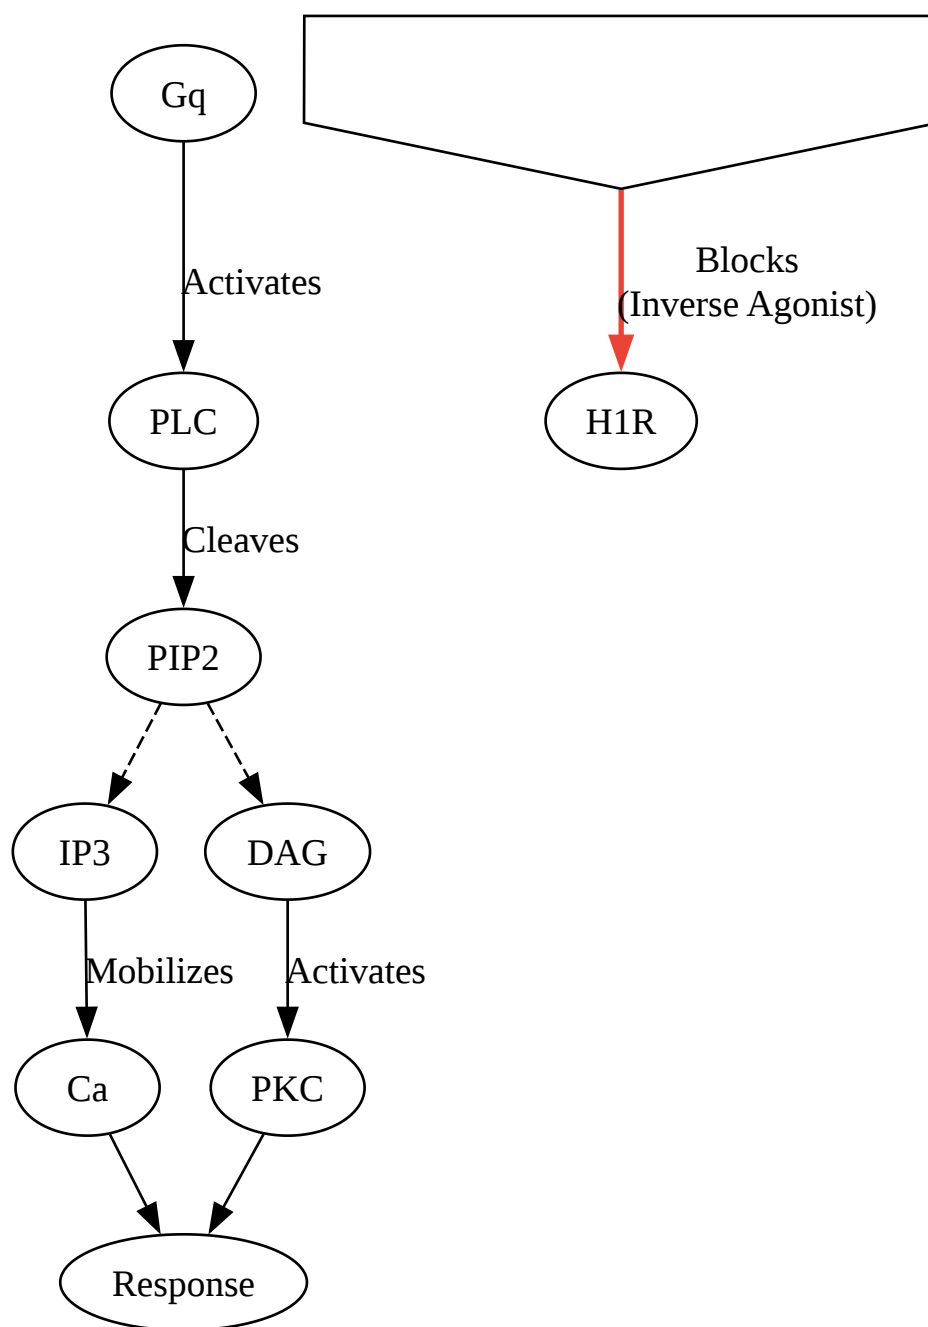 Gq
Activates
Blocks
(Inverse Agonist)
PLC
H1R
Cleaves
PIP2
IP3
DAG
Mobilizes
Activates
Ca
PKC
Response